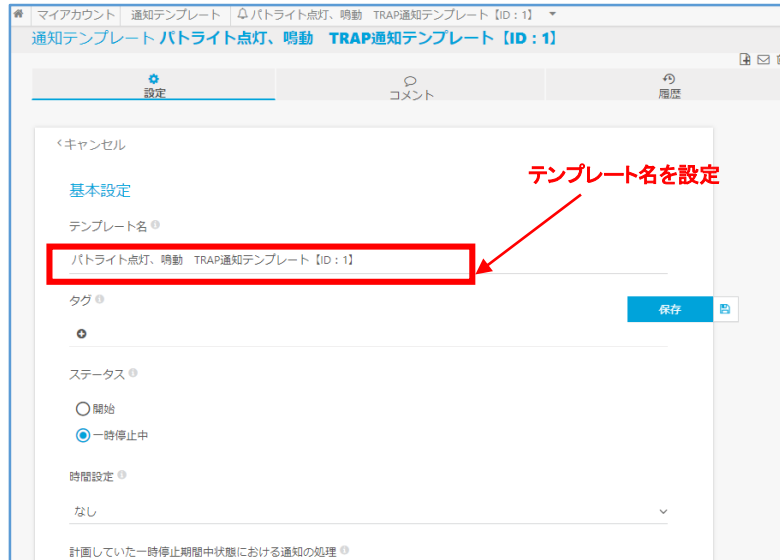 マイアカウント 通知テンプレート パトライト点灯、鳴動　TRAP通知テンプレート【ID：1】
通知テンプレート パトライト点灯、鳴動　TRAP通知テンプレート【ID：1】
設定 コメント 履歴
キャンセル
テンプレート名を設定
基本設定
テンプレート名
パトライト点灯、鳴動　TRAP通知テンプレート【ID：1】
タグ
保存
ステータス
開始
一時停止中
時間設定
なし
計画していた一時停止期間中状態における通知の処理